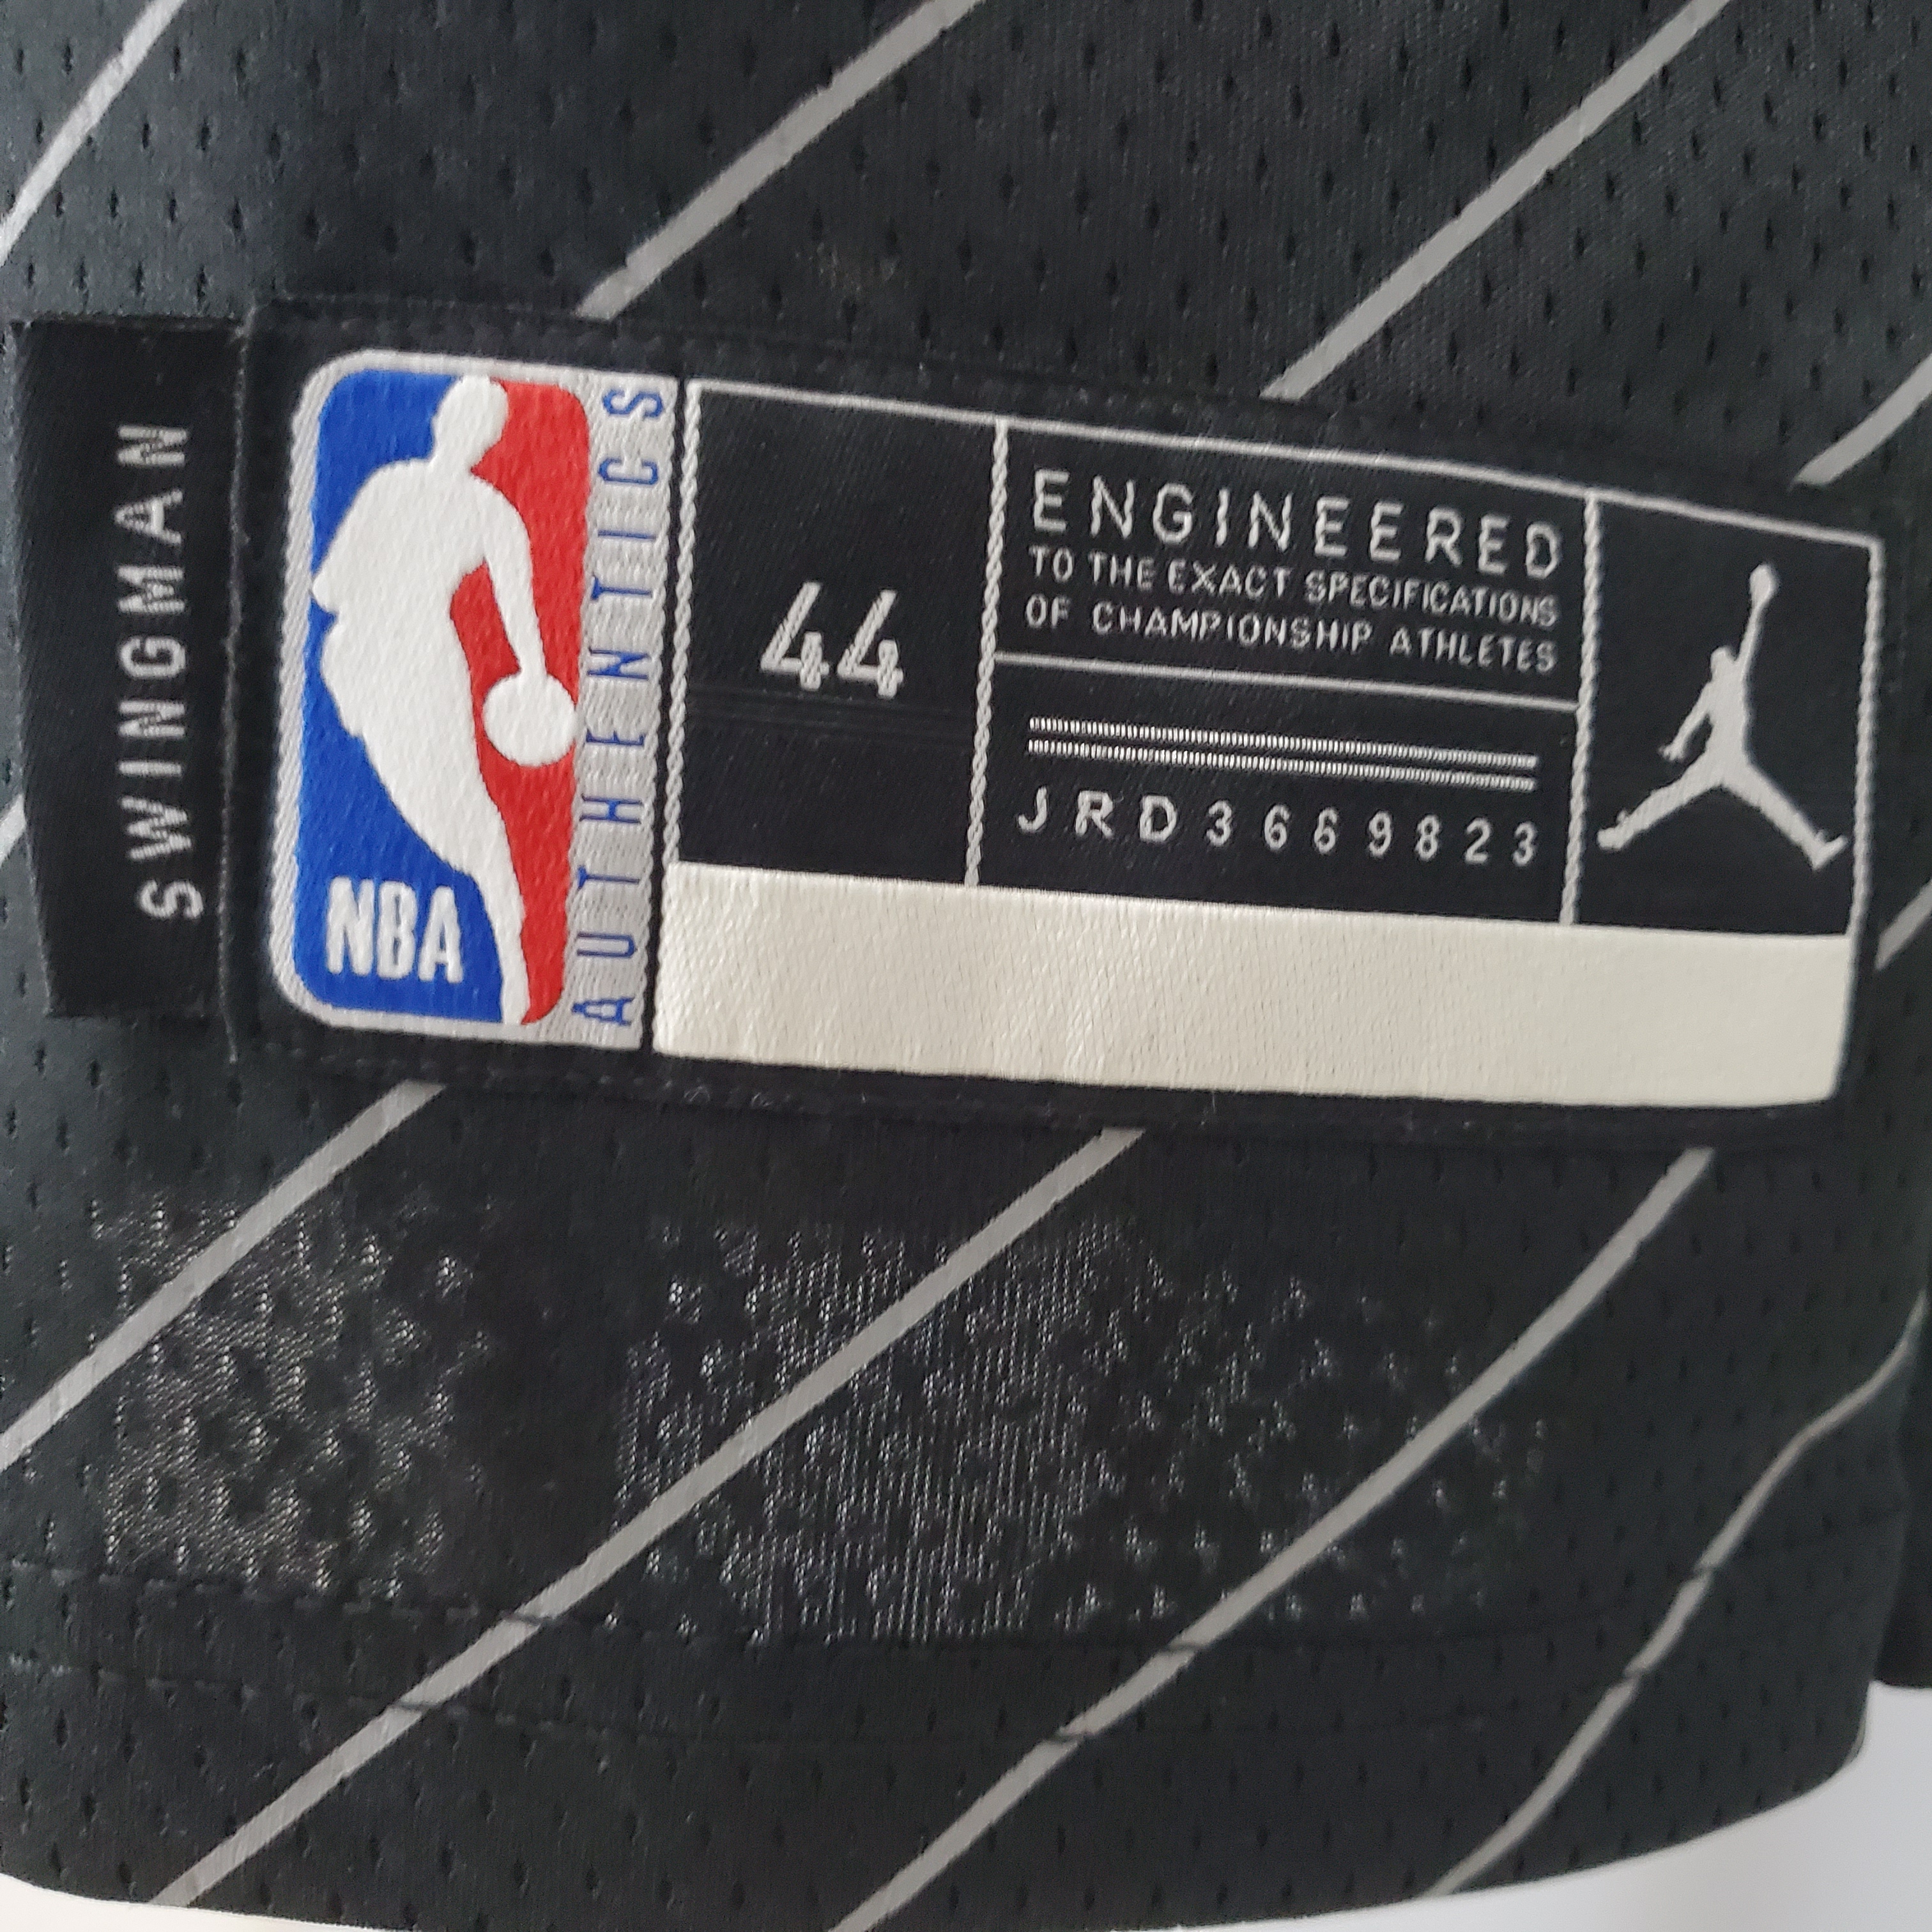 SWINGMAN
NBA
AUTHENTICS
44
ENGINEERED
TO THE EXACT SPECIFICATIONS
OF CHAMPIONSHIP ATHLETES
JRD3669823